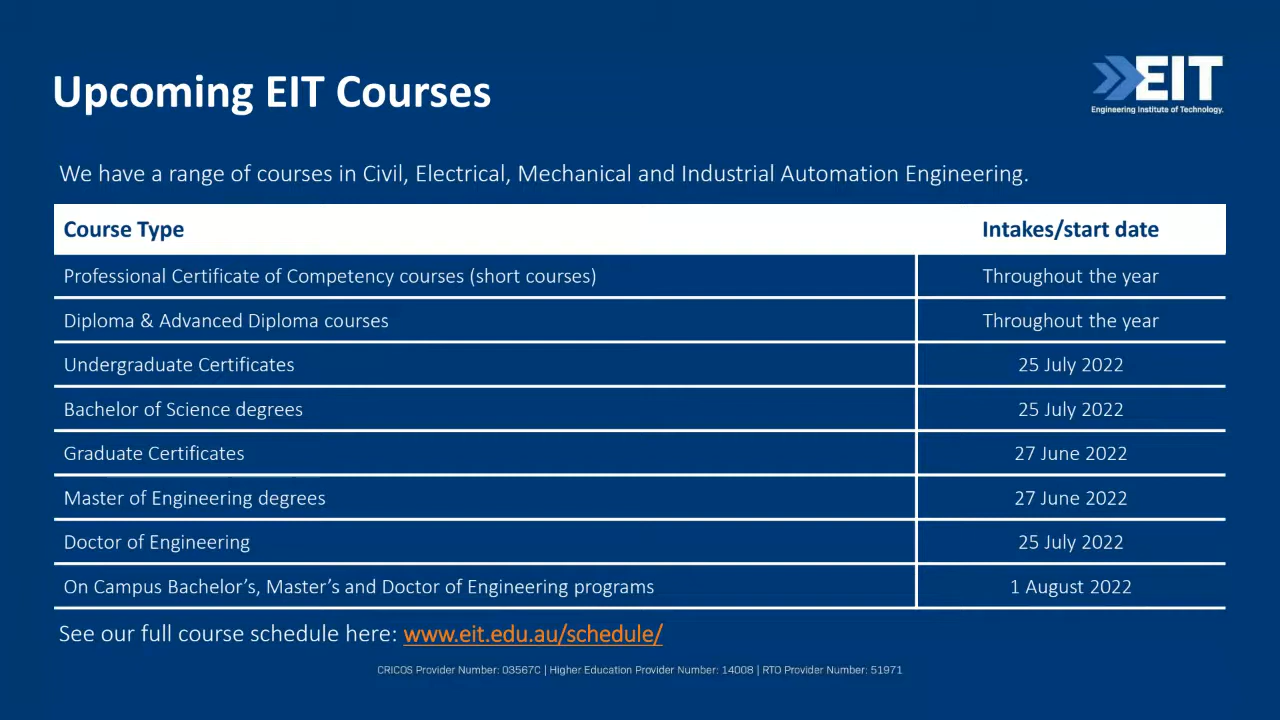 Upcoming EIT Courses
EIT
Engineering Institute of Technology.
We have a range of courses in Civil, Electrical, Mechanical and Industrial Automation Engineering.
Course Type Intakes/start date
Professional Certificate of Competency courses (short courses) Throughout the year
Diploma & Advanced Diploma courses Throughout the year
Undergraduate Certificates 25 July 2022
Bachelor of Science degrees 25 July 2022
Graduate Certificates 27 June 2022
Master of Engineering degrees 27 June 2022
Doctor of Engineering 25 July 2022
On Campus Bachelor’s, Master’s and Doctor of Engineering programs 1 August 2022
See our full course schedule here: www.eit.edu.au/schedule/
CRICOS Provider Number: 03567C | Higher Education Provider Number: 14008 | RTO Provider Number: 51971